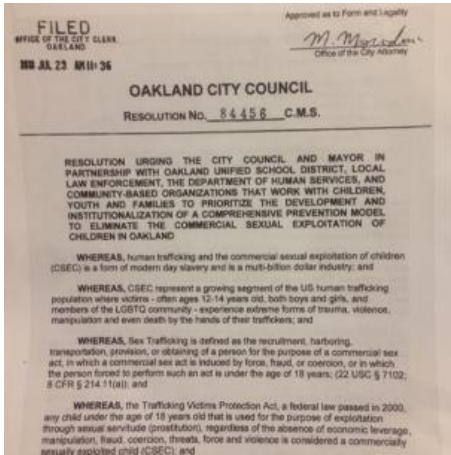 Approved as to Form and Legality
FILED
OFFICE OF THE CITY CLERK
OAKLAND
JUL 23 AM 11:36
Office of the City Attorney
OAKLAND CITY COUNCIL
RESOLUTION NO. 84456 C.M.S.
RESOLUTION URGING THE CITY COUNCIL AND MAYOR IN
PARTNERSHIP WITH OAKLAND UNIFIED SCHOOL DISTRICT, LOCAL
LAW ENFORCEMENT, THE DEPARTMENT OF HUMAN SERVICES, AND
COMMUNITY-BASED ORGANIZATIONS THAT WORK WITH CHILDREN,
YOUTH AND FAMILIES TO PRIORITIZE THE DEVELOPMENT AND
INSTITUTIONALIZATION OF A COMPREHENSIVE PREVENTION MODEL
TO ELIMINATE THE COMMERCIAL SEXUAL EXPLOITATION OF
CHILDREN IN OAKLAND
WHEREAS, human trafficking and the commercial sexual exploitation of children
(CSEC) is a form of modern day slavery and is a multi-billion dollar industry; and
WHEREAS, CSEC represent a growing segment of the US human trafficking
population where victims - often ages 12-14 years old, both boys and girls, and
members of the LGBTQ community - experience extreme forms of trauma, violence,
manipulation and even death by the hands of their traffickers; and
WHEREAS, Sex Trafficking is defined as the recruitment, harboring,
transportation, provision, or obtaining of a person for the purpose of a commercial sex
act, in which a commercial sex act is induced by force, fraud, or coercion, or in which
the person forced to perform such an act is under the age of 18 years; (22 USC § 7102;
8 CFR § 214.11(a)); and
WHEREAS, the Trafficking Victims Protection Act, a federal law passed in 2000,
any child under the age of 18 years old that is used for the purpose of exploitation
through sexual servitude (prostitution), regardless of the absence of economic leverage,
manipulation, fraud, coercion, threats, force and violence is considered a commercially
sexually exploited child (CSEC); and